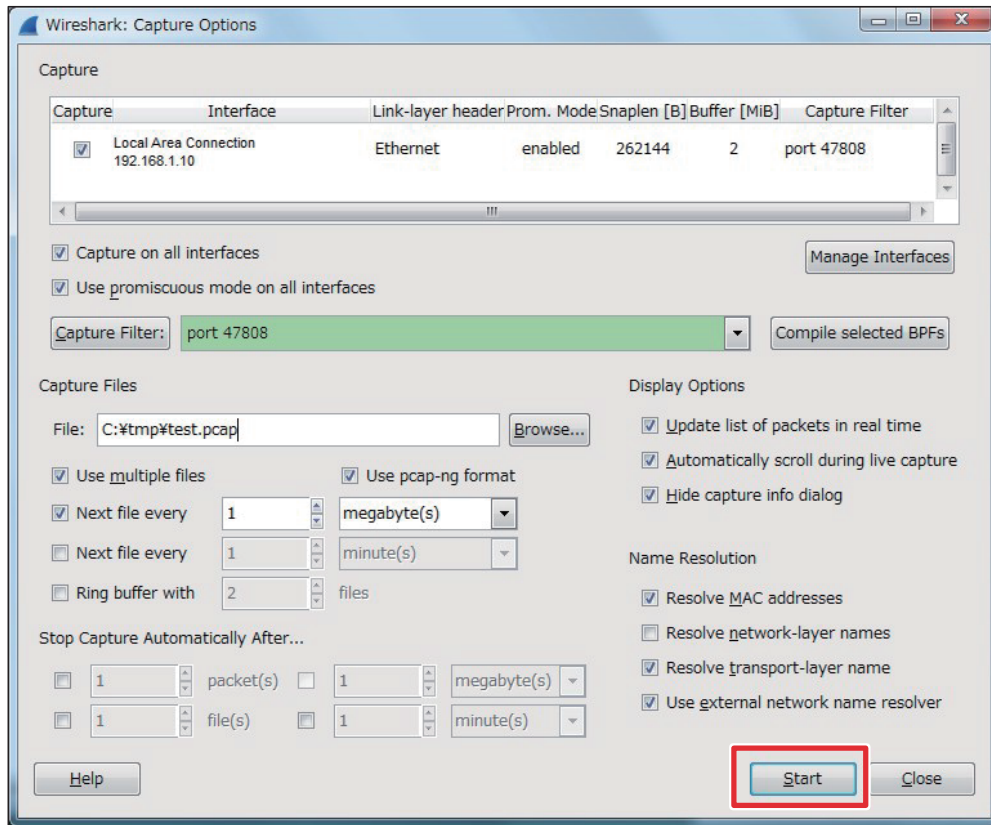 Wireshark: Capture Options
Capture
Capture Interface Link-layer header Prom. Mode Snaplen [B] Buffer [MiB] Capture Filter
Local Area Connection
192.168.1.10
Ethernet enabled 262144 2 port 47808
Capture on all interfaces
Manage Interfaces
Use promiscuous mode on all interfaces
Capture Filter: port 47808 Compile selected BPFs
Capture Files
File: C:¥tmp¥test.pcap Browse...
Use multiple files Use pcap-ng format
Next file every 1 megabyte(s)
Next file every 1 minute(s)
Ring buffer with 2 files
Stop Capture Automatically After...
1 packet(s) 1 megabyte(s)
1 file(s) 1 minute(s)
Display Options
Update list of packets in real time
Automatically scroll during live capture
Hide capture info dialog
Name Resolution
Resolve MAC addresses
Resolve network-layer names
Resolve transport-layer name
Use external network name resolver
Help Start Close